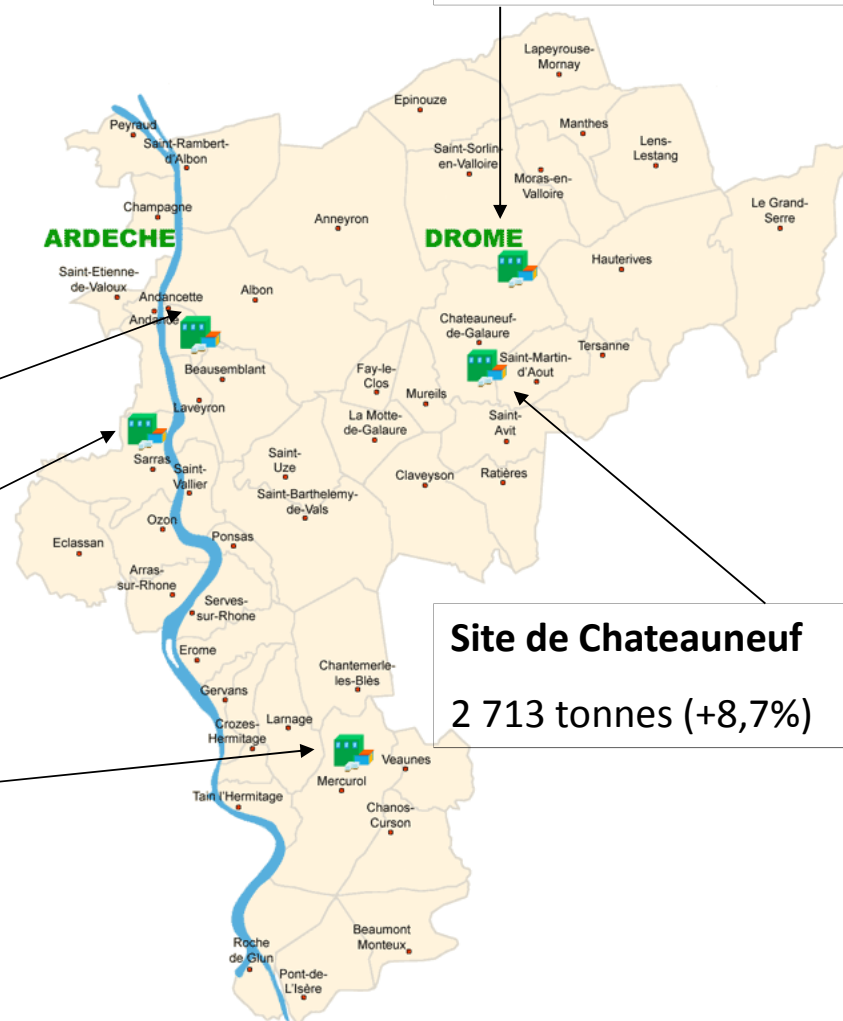 Lapeyrouse-
Mornay
Epinouze
Peyraud
Manthes
Saint-Rambert-
d'Albon
Saint-Sorlin-
en-Valloire
Lens-
Lestang
Moras-en-
Valloire
Champagne
Le Grand-
Serre
Anneyron
ARDECHE
DROME
Hauterives
Saint-Etienne-
de-Valoux
Andancette
Albon
Andance
Chateauneuf-
de-Galaure
Tersanne
Beausemblant
Fay-le-
Clos
Saint-Martin-
d'Aout
Mureils
Laveyron
La Motte-
de-Galaure
Saint-
Avit
Sarras
Saint-
Vallier
Saint-
Uze
Claveyson
Ratières
Saint-Barthelemy-
de-Vals
Ozon
Eclassan
Ponsas
Arras-
sur-Rhone
Serves-
sur-Rhone
Site de Chateauneuf
2 713 tonnes (+8,7%)
Erome
Chantemerle-
les-Blès
Gervans
Crozes-
Hermitage
Larnage
Veaunes
Mercurol
Tain l'Hermitage
Chanos-
Curson
Beaumont
Monteux
Roche
de Glun
Pont-de-
L'Isère